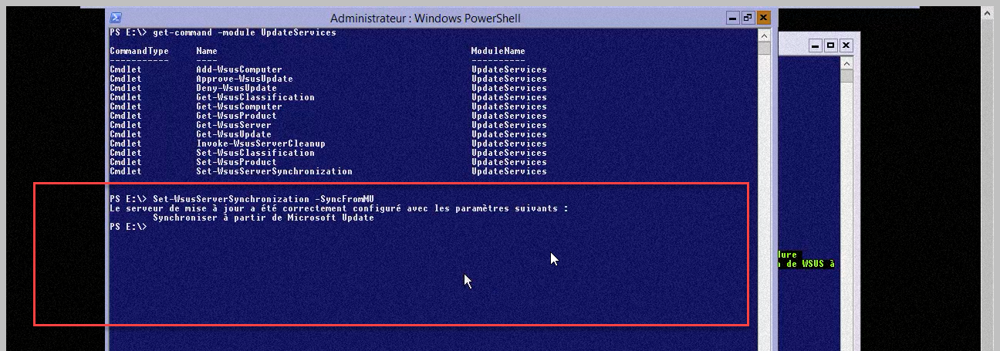 Administrateur : Windows PowerShell
PS E:\> get-command -module UpdateServices
CommandType Name ModuleName
----------- ---- ----------
Cmdlet Add-WsusComputer UpdateServices
Cmdlet Approve-WsusUpdate UpdateServices
Cmdlet Deny-WsusUpdate UpdateServices
Cmdlet Get-WsusClassification UpdateServices
Cmdlet Get-WsusComputer UpdateServices
Cmdlet Get-WsusProduct UpdateServices
Cmdlet Get-WsusServer UpdateServices
Cmdlet Get-WsusUpdate UpdateServices
Cmdlet Invoke-WsusServerCleanup UpdateServices
Cmdlet Set-WsusClassification UpdateServices
Cmdlet Set-WsusProduct UpdateServices
Cmdlet Set-WsusServerSynchronization UpdateServices
PS E:\> Set-WsusServerSynchronization -SyncFromMU
Le serveur de mise à jour a été correctement configuré avec les paramètres suivants :
Synchroniser à partir de Microsoft Update
PS E:\>
de WSUS à